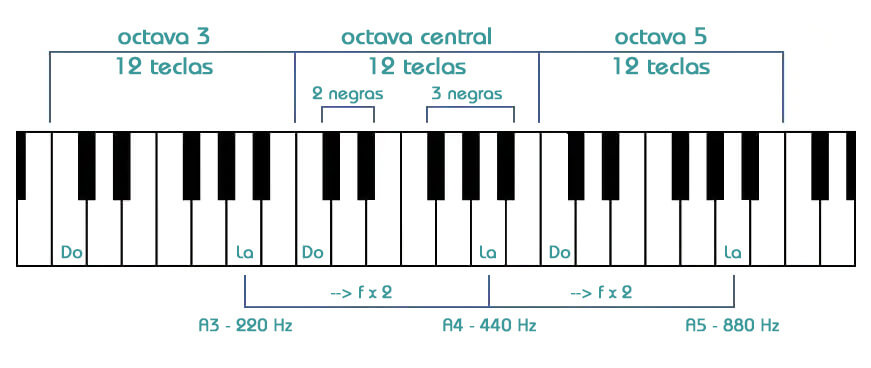 octava 3 octava central octava 5
12 teclas 12 teclas 12 teclas
2 negras 3 negras
Do La Do La Do La
--> f x 2 --> f x 2
A3 - 220 Hz A4 - 440 Hz A5 - 880 Hz